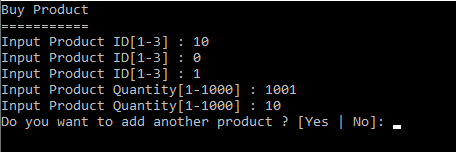 Buy Product
===========
Input Product ID[1-3] : 10
Input Product ID[1-3] : 0
Input Product ID[1-3] : 1
Input Product Quantity[1-1000] : 1001
Input Product Quantity[1-1000] : 10
Do you want to add another product ? [Yes | No]: _